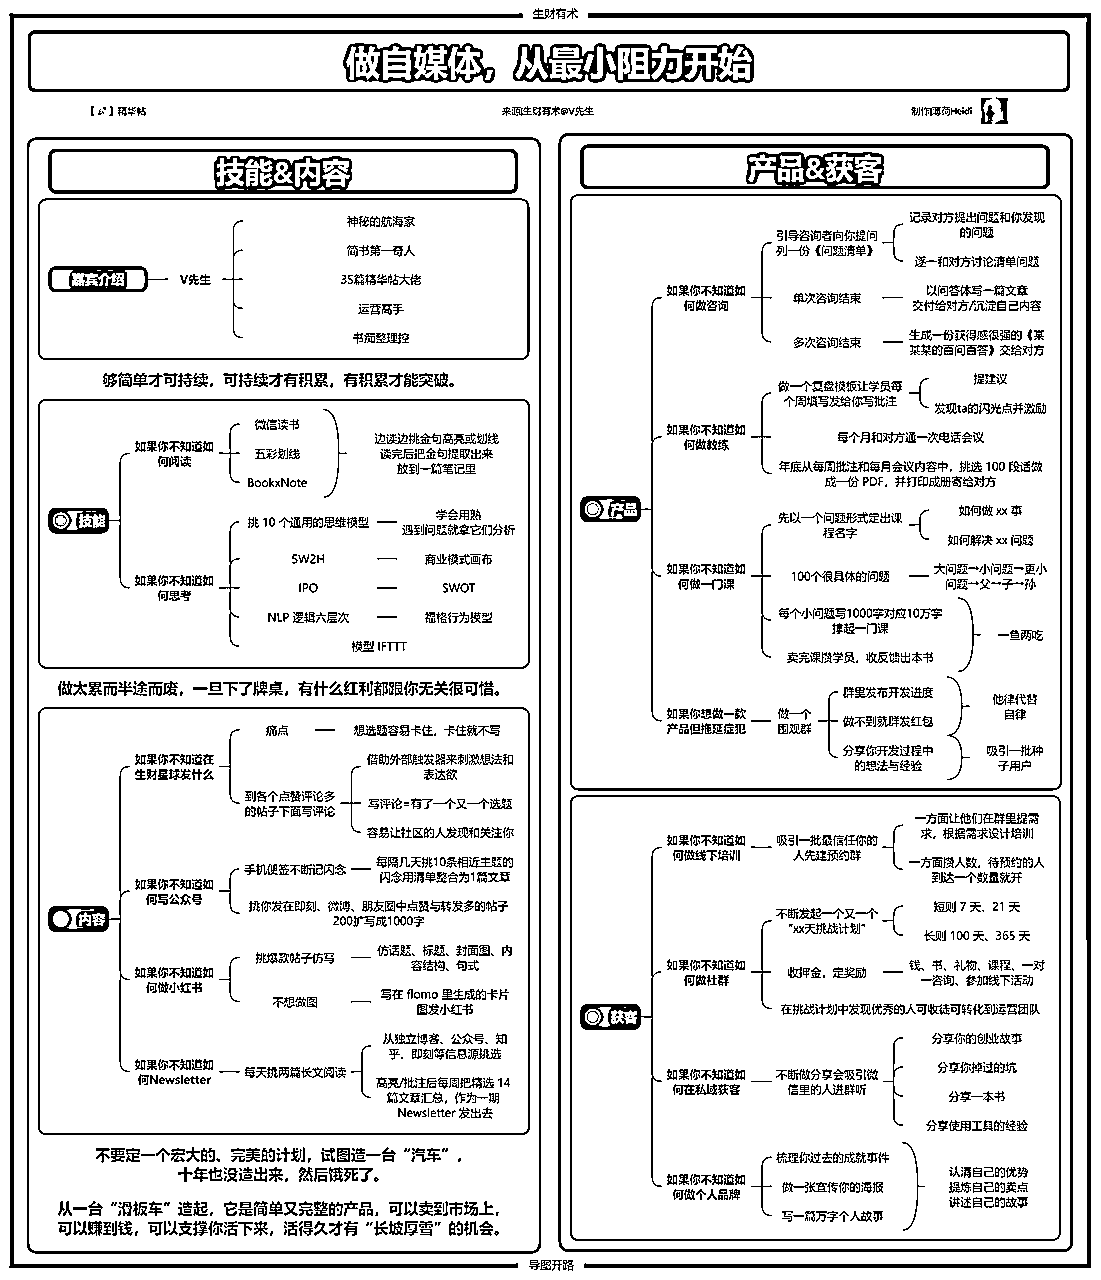 生财有术
做自媒体，从最小阻力开始
精华帖
来源|生财有术@V先生
制作|薄荷Heidi
技能&内容
嘉宾介绍
V先生
神秘的航海家
简书第一奇人
35篇精华帖大佬
运营高手
书痴整理控
够简单才可持续，可持续才有积累，有积累才能突破。
技能
如果你不知道如
何阅读
微信读书
五彩划线
BookxNote
边读边挑金句高亮或划线
读完后把金句提取出来
放到一篇笔记里
如果你不知道如
何思考
挑 10 个通用的思维模型
学会用熟
遇到问题就拿它们分析
5W2H
商业模式画布
IPO
SWOT
NLP 逻辑六层次
福格行为模型
模型 IFTTT
做太累而半途而废，一旦下了牌桌，有什么红利都跟你无关很可惜。
内容
如果你不知道在
生财星球发什么
痛点
想选题容易卡住，卡住就不写
到各个点赞评论多
的帖子下面写评论
借助外部触发器来刺激想法和
表达欲
写评论=有了一个又一个选题
容易让社区的人发现和关注你
如果你不知道如
何写公众号
手机便签不断记闪念
每隔几天挑10条相近主题的
闪念用清单整合为1篇文章
挑你发在即刻、微博、朋友圈中点赞与转发多的帖子
200扩写成1000字
如果你不知道如
何做小红书
挑爆款帖子仿写
仿话题、标题、封面图、内
容结构、句式
不想做图
写在 flomo 里生成的卡片
图发小红书
如果你不知道如
何Newsletter
每天挑两篇长文阅读
从独立博客、公众号、知
乎，即刻等信息源挑选
高亮/批注后每周把精选 14
篇文章汇总，作为一期
Newsletter 发出去
不要定一个宏大的、完美的计划，试图造一台“汽车”，
十年也没造出来，然后饿死了。
从一台“滑板车”造起，它是简单又完整的产品，可以卖到市场上，
可以赚到钱，可以支撑你活下来，活得久才有“长坡厚雪”的机会。
产品&获客
产品
如果你不知道如
何做咨询
引导咨询者向你提问
列一份《问题清单》
记录对方提出问题和你发现
的问题
逐一和对方讨论清单问题
单次咨询结束
以问答体写一篇文章
交付给对方/沉淀自己内容
多次咨询结束
生成一份获得感很强的《某
某某的百问百答》交给对方
如果你不知道如
何做教练
做一个复盘模板让学员每
个周填写发给你写批注
提建议
发现ta的闪光点并激励
每个月和对方通一次电话会议
年底从每周批注和每月会议内容中，挑选 100 段话做
成一份 PDF，并打印成册寄给对方
如果你不知道如
何做一门课
先以一个问题形式定出课
程名字
如何做 xx 事
如何解决 xx 问题
100个很具体的问题
大问题→小问题→更小
问题→父→子→孙
每个小问题写1000字对应10万字
撑起一门课
卖完课攒学员，收反馈出本书
一鱼两吃
如果你想做一款
产品但拖延症犯
做一个
围观群
群里发布开发进度
做不到就群发红包
他律代替
自律
分享你开发过程中
的想法与经验
吸引一批种
子用户
获客
如果你不知道如
何做线下培训
吸引一批最信任你的
人先建预约群
一方面让他们在群里提需
求，根据需求设计培训
一方面攒人数，待预约的人
到达一个数量就开
如果你不知道如
何做社群
不断发起一个又一个
“xx天挑战计划”
短则 7 天、21 天
长则 100 天、365 天
收押金，定奖励
钱、书、礼物、课程、一对
一咨询、参加线下活动
在挑战计划中发现优秀的人可收徒可转化到运营团队
如果你不知道如
何在私域获客
不断做分享会吸引微
信里的人进群听
分享你的创业故事
分享你掉过的坑
分享一本书
分享使用工具的经验
如果你不知道如
何做个人品牌
梳理你过去的成就事件
做一张宣传你的海报
写一篇万字个人故事
认清自己的优势
提炼自己的卖点
讲述自己的故事
导图开路